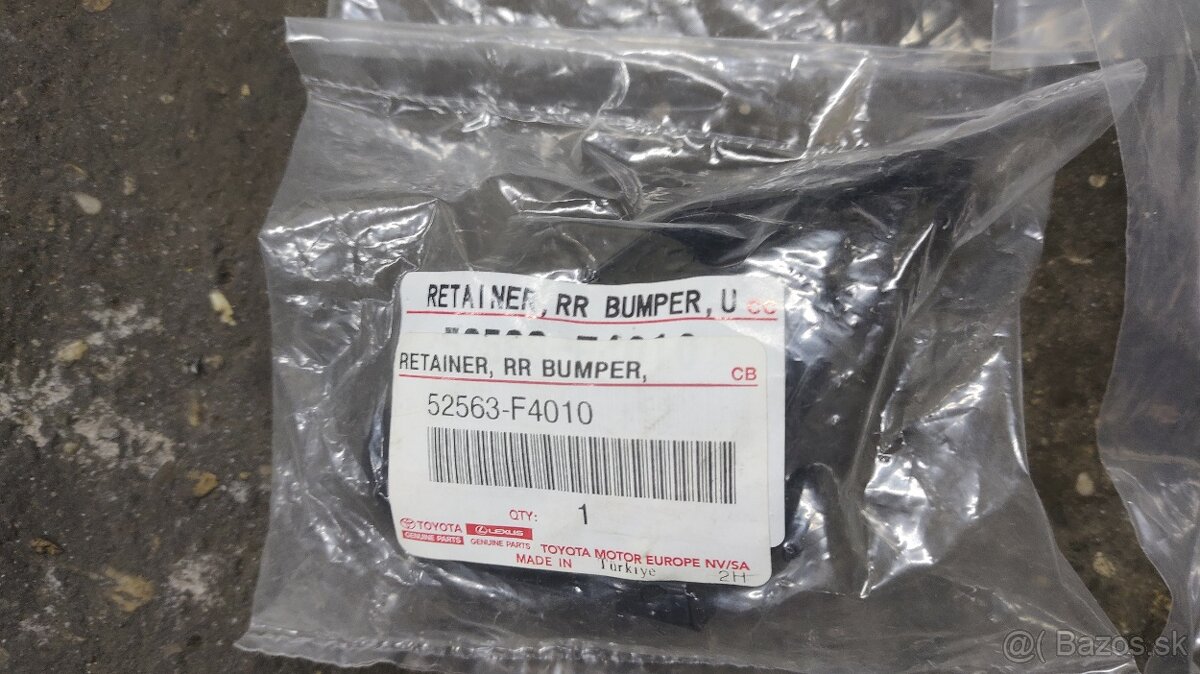 RETAINER, RR BUMPER, U CC
RETAINER, RR BUMPER, CB
52563-F4010
QTY: 1
TOYOTA LEXUS
GENUINE PARTS GENUINE PARTS
TOYOTA MOTOR EUROPE NV/SA
MADE IN Türkiye 2H
@( Bazos.sk